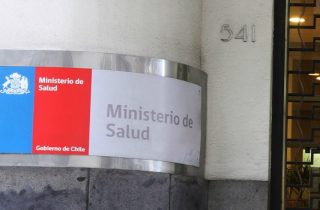 541
Ministerio de
Salud
Gobierno de Chile
Ministerio de
Salud